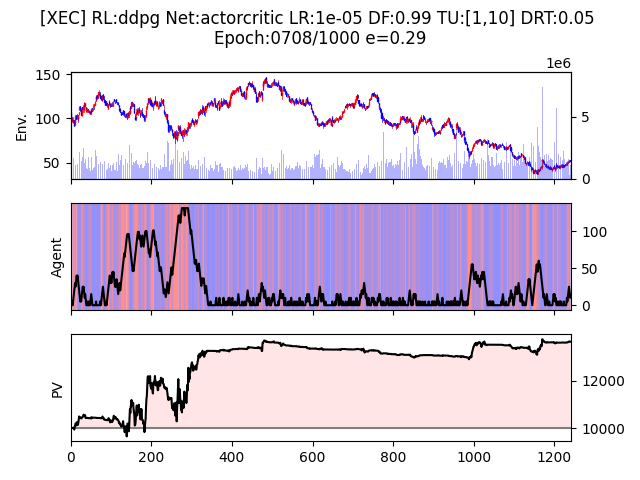 [XEC] RL:ddpg Net:actorcritic LR:1e-05 DF:0.99 TU:[1,10] DRT:0.05
Epoch:0708/1000 e=0.29
1e6
150
100
50
Env.
5
0
Agent
100
50
0
PV
12000
10000
0 200 400 600 800 1000 1200